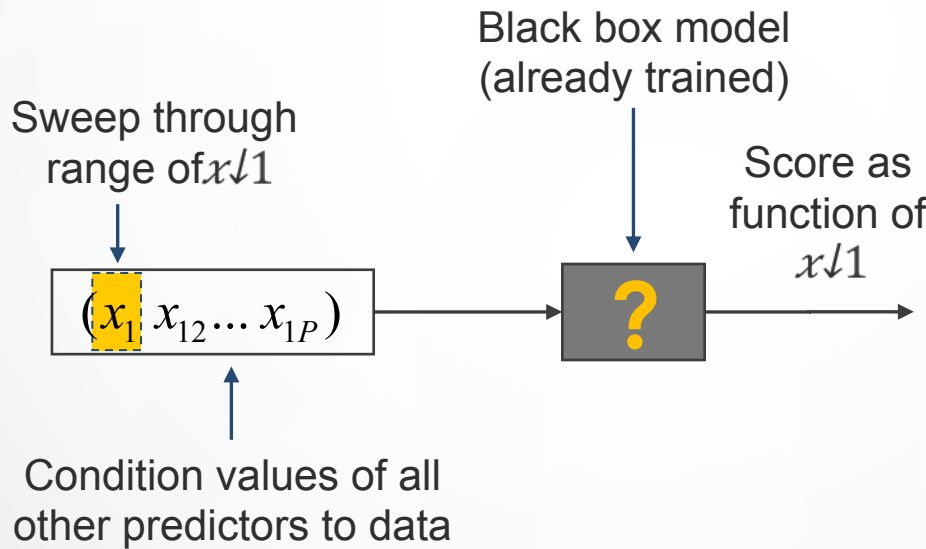 Black box model
(already trained)
Sweep through
range of x↓1
Score as
function of
x↓1
(x₁ x₁₂... x₁P)
?
Condition values of all
other predictors to data